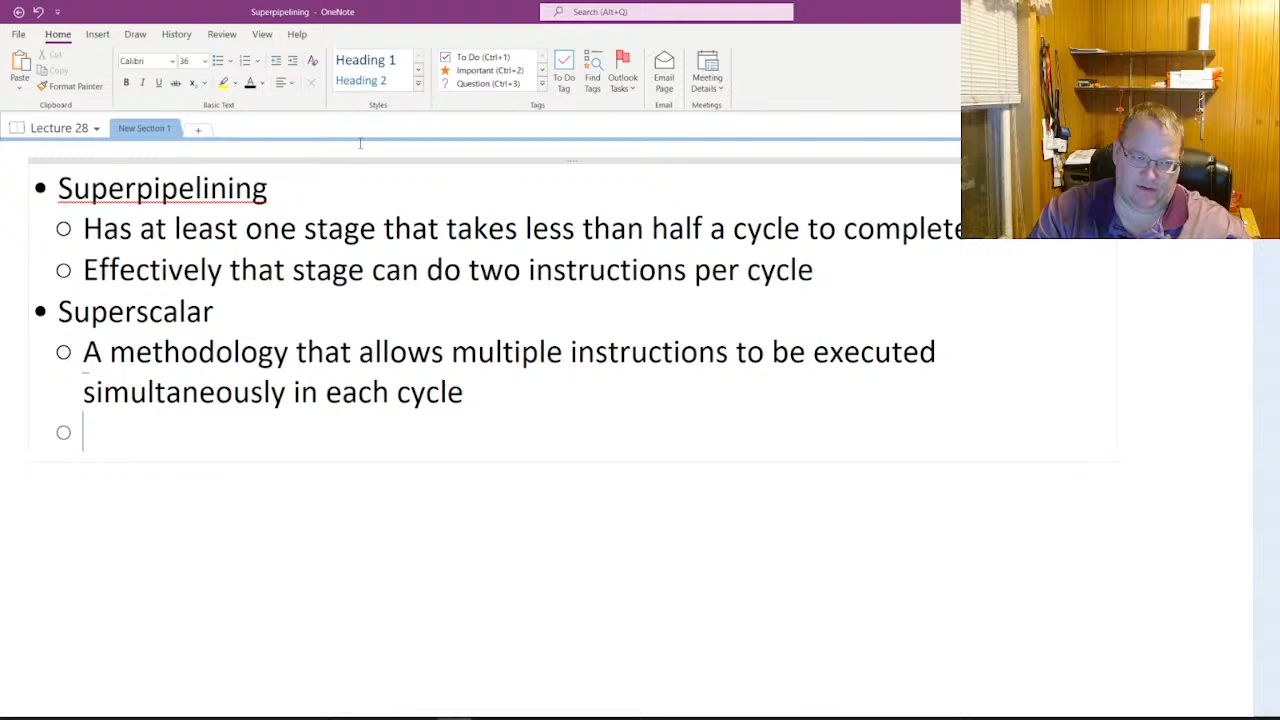 Superpipelining - OneNote
Search (Alt+Q)
File Home Insert Draw History Review View Help
Paste
Cut
Copy
Format Painter
Clipboard
Calibri 36
B I U ab
A
Basic Text
Heading 1
Heading 2
Styles
To Do (Ctrl+1)
Important (Ctrl+2)
Question (Ctrl+3)
Tags
To Do Tag
Find Tags
Outlook Tasks
Email Page
Email
Meeting Details
Meetings
Lecture 28
New Section 1
+
• Superpipelining
○ Has at least one stage that takes less than half a cycle to complete
○ Effectively that stage can do two instructions per cycle
• Superscalar
○ A methodology that allows multiple instructions to be executed
simultaneously in each cycle
○